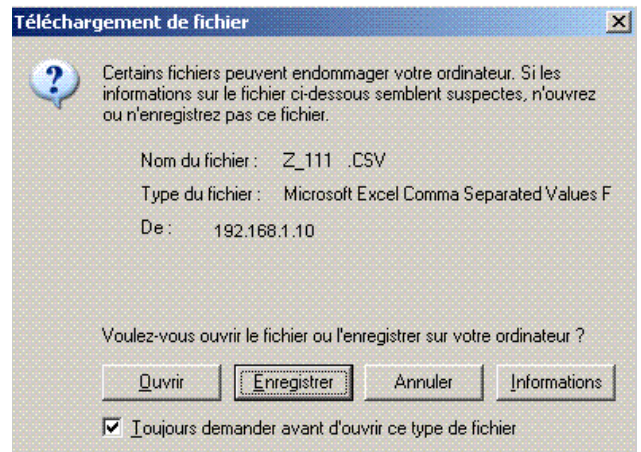 Téléchargement de fichier
Certains fichiers peuvent endommager votre ordinateur. Si les
informations sur le fichier ci-dessous semblent suspectes, n'ouvrez
ou n'enregistrez pas ce fichier.
Nom du fichier : Z_111 .CSV
Type du fichier : Microsoft Excel Comma Separated Values F
De : 192.168.1.10
Voulez-vous ouvrir le fichier ou l'enregistrer sur votre ordinateur ?
Ouvrir Enregistrer Annuler Informations
Toujours demander avant d'ouvrir ce type de fichier